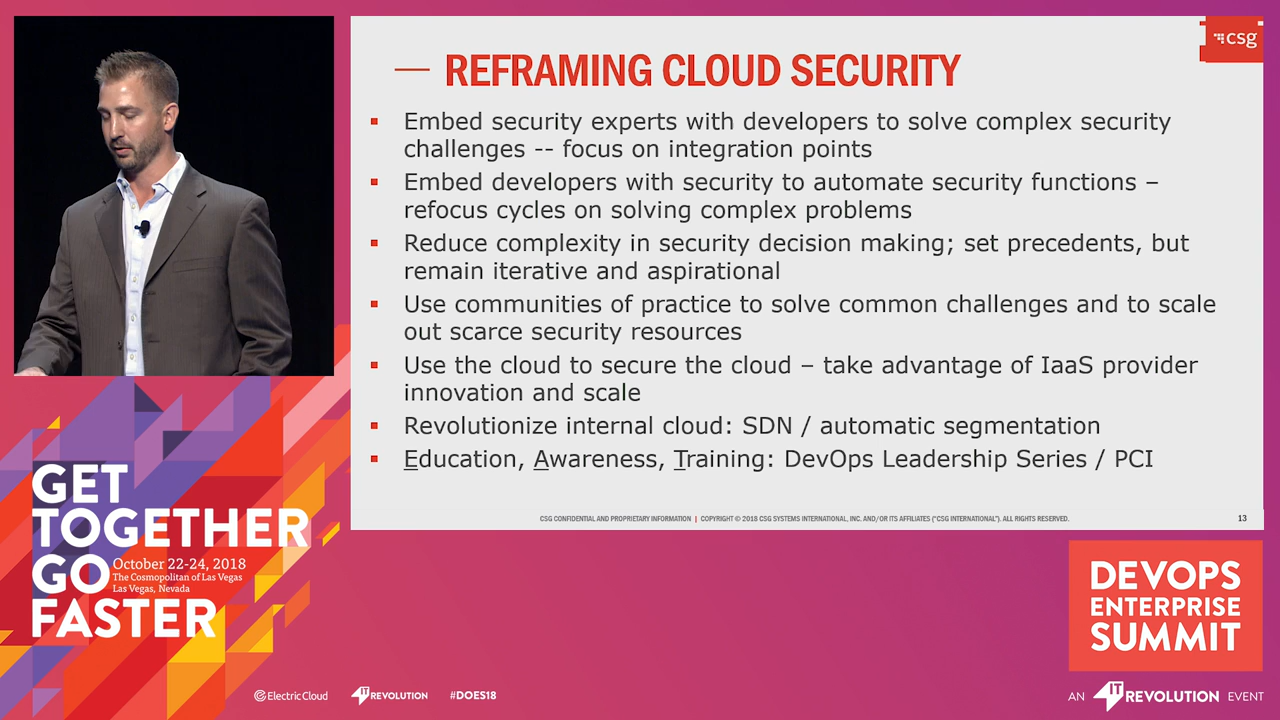 csg
— REFRAMING CLOUD SECURITY
▪ Embed security experts with developers to solve complex security
challenges -- focus on integration points
▪ Embed developers with security to automate security functions –
refocus cycles on solving complex problems
▪ Reduce complexity in security decision making; set precedents, but
remain iterative and aspirational
▪ Use communities of practice to solve common challenges and to scale
out scarce security resources
▪ Use the cloud to secure the cloud – take advantage of IaaS provider
innovation and scale
▪ Revolutionize internal cloud: SDN / automatic segmentation
▪ Education, Awareness, Training: DevOps Leadership Series / PCI
CSG CONFIDENTIAL AND PROPRIETARY INFORMATION | COPYRIGHT © 2018 CSG SYSTEMS INTERNATIONAL, INC. AND/OR ITS AFFILIATES ("CSG INTERNATIONAL"). ALL RIGHTS RESERVED.
13
GET
TOGETHER
GO
October 22-24, 2018
The Cosmopolitan of Las Vegas
Las Vegas, Nevada
FASTER
DEVOPS
ENTERPRISE
SUMMIT
Electric Cloud
IT REVOLUTION
#DOES18
AN IT REVOLUTION EVENT